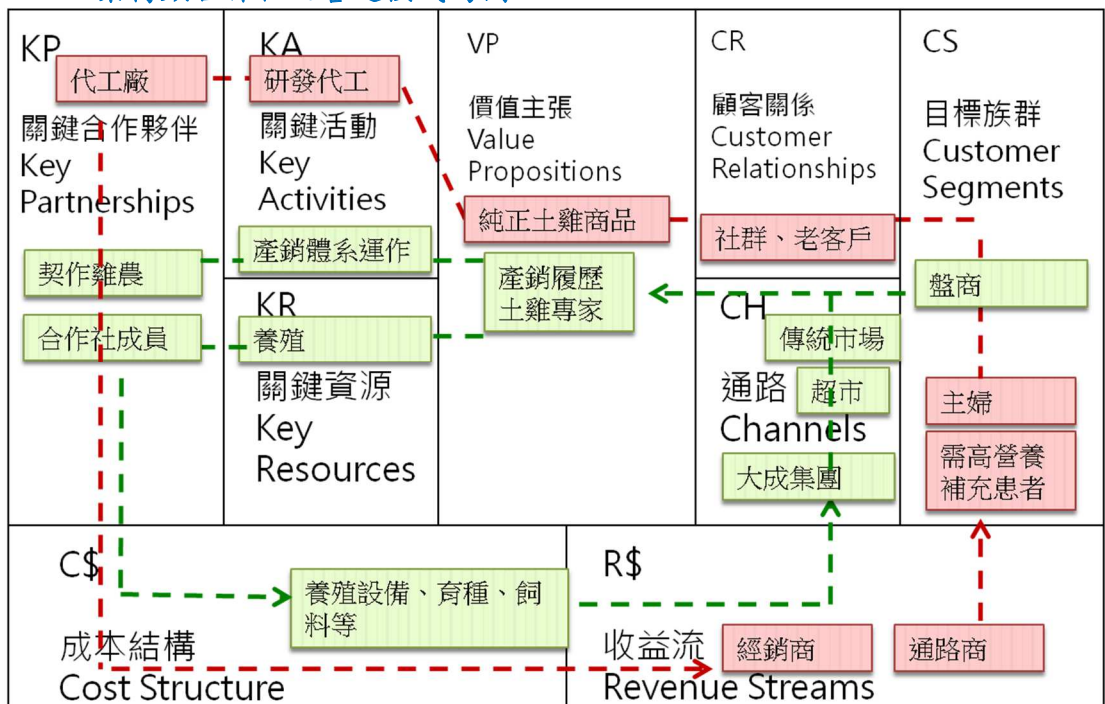 KP
代工廠
關鍵合作夥伴
Key
Partnerships
契作雞農
合作社成員
KA
研發代工
關鍵活動
Key
Activities
產銷體系運作
KR
養殖
關鍵資源
Key
Resources
VP
價值主張
Value
Propositions
純正土雞商品
產銷履歷
土雞專家
CR
顧客關係
Customer
Relationships
社群、老客戶
CH
傳統市場
通路
超市
Channels
大成集團
CS
目標族群
Customer
Segments
盤商
主婦
需高營養
補充患者
C$
養殖設備、育種、飼
料等
成本結構
Cost Structure
R$
收益流
經銷商
通路商
Revenue Streams